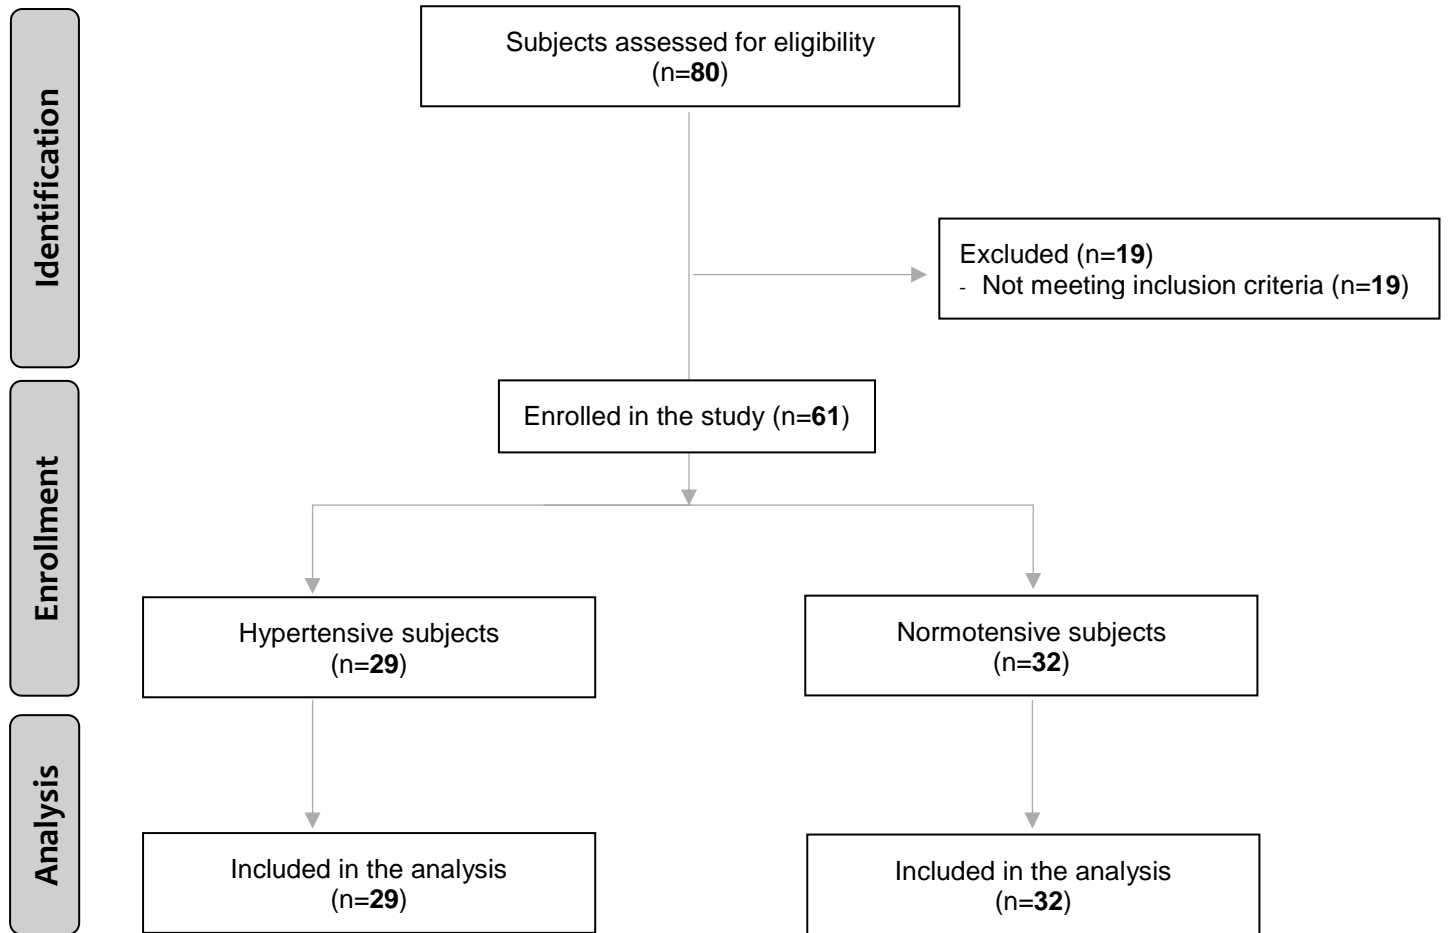 Identification
Subjects assessed for eligibility
(n=80)
Excluded (n=19)
- Not meeting inclusion criteria (n=19)
Enrollment
Enrolled in the study (n=61)
Hypertensive subjects
(n=29)
Normotensive subjects
(n=32)
Analysis
Included in the analysis
(n=29)
Included in the analysis
(n=32)